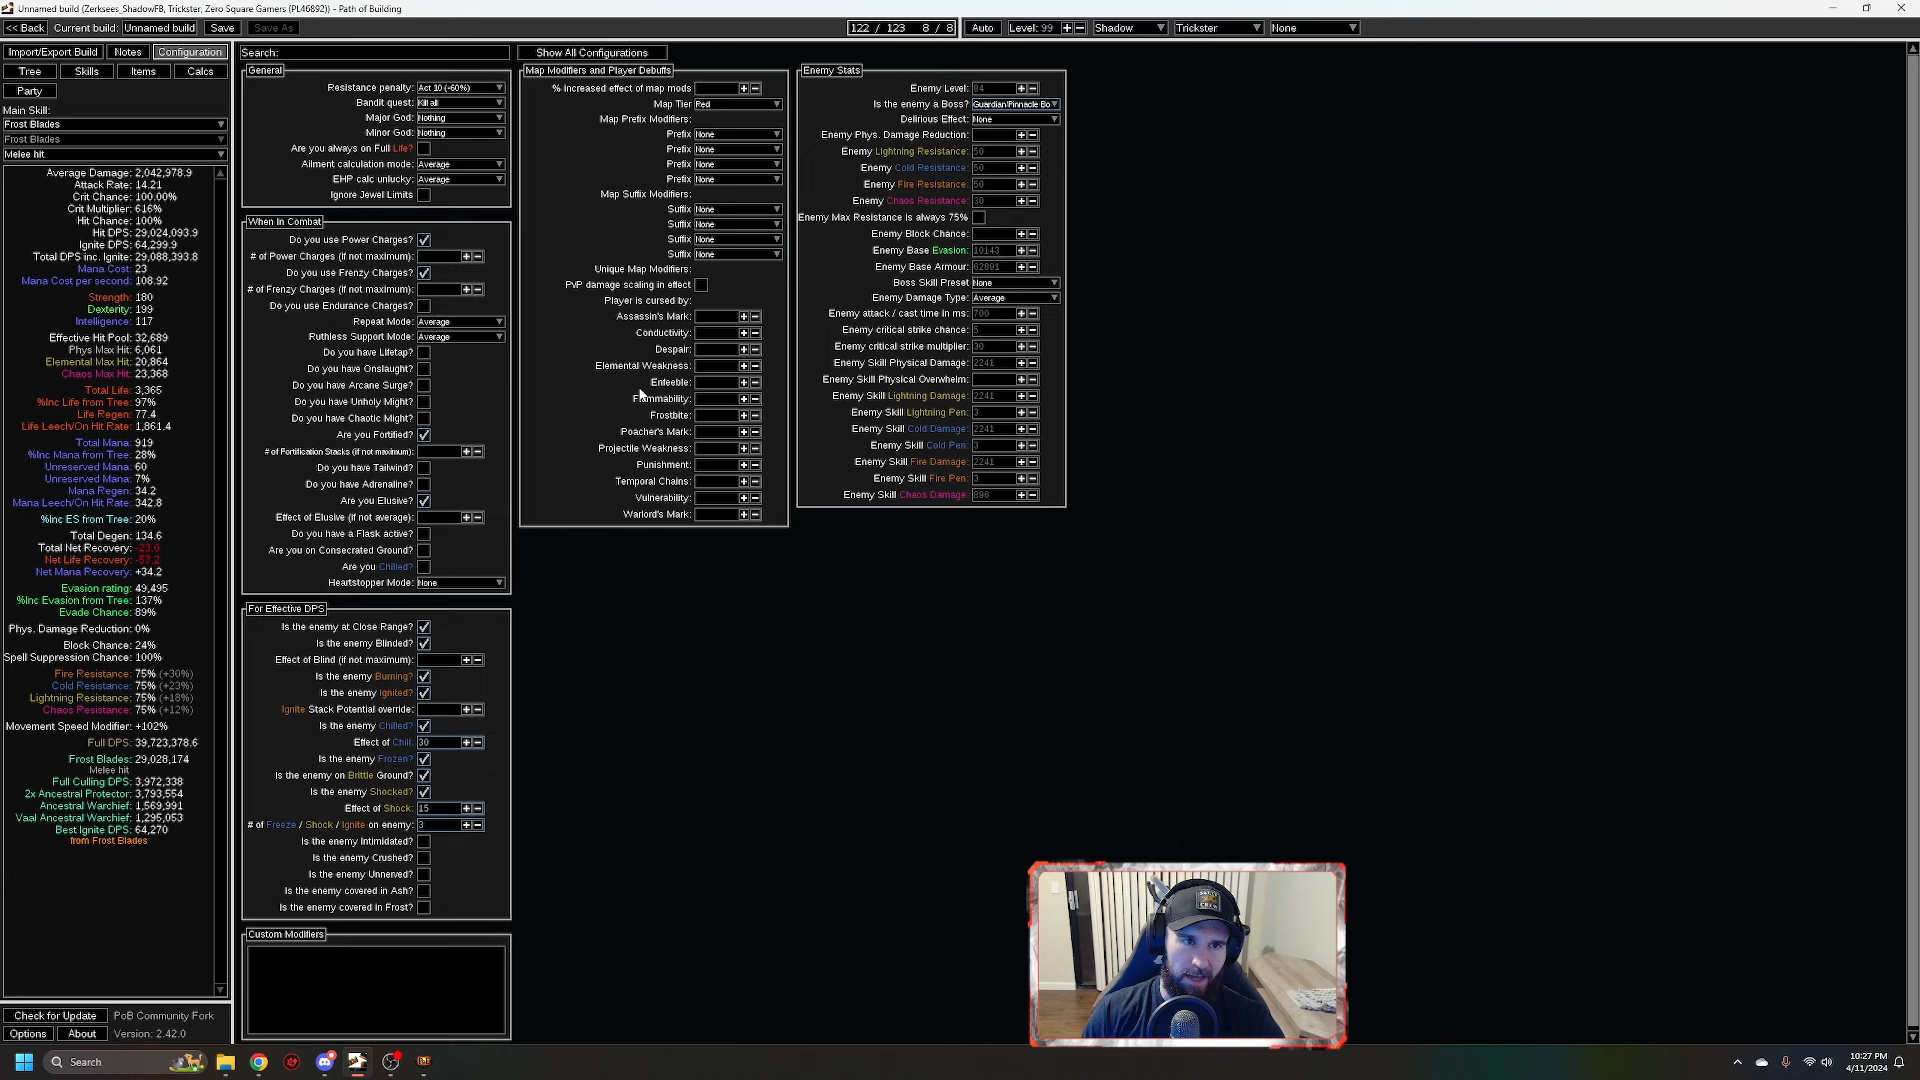 Unnamed build (Zerksees_ShadowFB, Trickster, Zero Square Gamers (PL46892)) - Path of Building
<< Back Current build: Unnamed build Save Save As 122 / 123 8 / 8 Auto Level: 99 Shadow Trickster None
Import/Export Build Notes Configuration
Tree Skills Items Calcs
Party
Main Skill:
Frost Blades
Frost Blades
Melee hit
Average Damage: 2,042,978.9
Attack Rate: 14.21
Crit Chance: 100.00%
Crit Multiplier: 616%
Hit Chance: 100%
Hit DPS: 29,024,093.9
Ignite DPS: 64,299.9
Total DPS inc. Ignite: 29,088,393.8
Mana Cost: 23
Mana Cost per second: 108.92
Strength: 180
Dexterity: 199
Intelligence: 117
Effective Hit Pool: 32,689
Phys Max Hit: 6,061
Elemental Max Hit: 20,864
Chaos Max Hit: 23,368
Total Life: 3,365
%Inc Life from Tree: 97%
Life Regen: 77.4
Life Leech/On Hit Rate: 1,861.4
Total Mana: 919
%Inc Mana from Tree: 28%
Unreserved Mana: 60
Unreserved Mana: 7%
Mana Regen: 34.2
Mana Leech/On Hit Rate: 342.8
%Inc ES from Tree: 20%
Total Degen: 134.6
Total Net Recovery: -23.0
Net Life Recovery: -57.2
Net Mana Recovery: +34.2
Evasion rating: 49,495
%Inc Evasion from Tree: 137%
Evade Chance: 89%
Phys. Damage Reduction: 0%
Block Chance: 24%
Spell Suppression Chance: 100%
Fire Resistance: 75% (+30%)
Cold Resistance: 75% (+23%)
Lightning Resistance: 75% (+18%)
Chaos Resistance: 75% (+12%)
Movement Speed Modifier: +102%
Full DPS: 39,723,378.6
Frost Blades: 29,028,174
Melee hit
Full Culling DPS: 3,972,338
2x Ancestral Protector: 3,793,554
Ancestral Warchief: 1,569,991
Vaal Ancestral Warchief: 1,295,053
Best Ignite DPS: 64,270
from Frost Blades
Check for Update PoB Community Fork
Options About Version: 2.42.0
Search: Show All Configurations
General
Resistance penalty: Act 10 (-60%)
Bandit quest: Kill all
Major God: Nothing
Minor God: Nothing
Are you always on Full Life?
Ailment calculation mode: Average
EHP calc unlucky: Average
Ignore Jewel Limits
When In Combat
Do you use Power Charges?
# of Power Charges (if not maximum):
Do you use Frenzy Charges?
# of Frenzy Charges (if not maximum):
Do you use Endurance Charges?
Repeat Mode: Average
Ruthless Support Mode: Average
Do you have Lifetap?
Do you have Onslaught?
Do you have Arcane Surge?
Do you have Unholy Might?
Do you have Chaotic Might?
Are you Fortified?
# of Fortification Stacks (if not maximum):
Do you have Tailwind?
Do you have Adrenaline?
Are you Elusive?
Effect of Elusive (if not average):
Do you have a Flask active?
Are you on Consecrated Ground?
Are you Chilled?
Heartstopper Mode: None
For Effective DPS
Is the enemy at Close Range?
Is the enemy Blinded?
Effect of Blind (if not maximum):
Is the enemy Burning?
Is the enemy Ignited?
Ignite Stack Potential override:
Is the enemy Chilled?
Effect of Chill: 30
Is the enemy Frozen?
Is the enemy on Brittle Ground?
Is the enemy Shocked?
Effect of Shock: 15
# of Freeze / Shock / Ignite on enemy: 3
Is the enemy Intimidated?
Is the enemy Crushed?
Is the enemy Unnerved?
Is the enemy covered in Ash?
Is the enemy covered in Frost?
Custom Modifiers
Map Modifiers and Player Debuffs
% increased effect of map mods
Map Tier Red
Map Prefix Modifiers:
Prefix None
Prefix None
Prefix None
Prefix None
Map Suffix Modifiers:
Suffix None
Suffix None
Suffix None
Suffix None
Unique Map Modifiers:
PvP damage scaling in effect
Player is cursed by:
Assassin's Mark:
Conductivity:
Despair:
Elemental Weakness:
Enfeeble:
Flammability:
Frostbite:
Poacher's Mark:
Projectile Weakness:
Punishment:
Temporal Chains:
Vulnerability:
Warlord's Mark:
Enemy Stats
Enemy Level: 84
Is the enemy a Boss? Guardian/Pinnacle Bo
Delirious Effect: None
Enemy Phys. Damage Reduction:
Enemy Lightning Resistance: 50
Enemy Cold Resistance: 50
Enemy Fire Resistance: 50
Enemy Chaos Resistance: 30
Enemy Max Resistance is always 75%
Enemy Block Chance:
Enemy Base Evasion: 10143
Enemy Base Armour: 62891
Boss Skill Preset None
Enemy Damage Type: Average
Enemy attack / cast time in ms: 700
Enemy critical strike chance: 5
Enemy critical strike multiplier: 30
Enemy Skill Physical Damage: 2241
Enemy Skill Physical Overwhelm:
Enemy Skill Lightning Damage: 2241
Enemy Skill Lightning Pen: 3
Enemy Skill Cold Damage: 2241
Enemy Skill Cold Pen: 3
Enemy Skill Fire Damage: 2241
Enemy Skill Fire Pen: 3
Enemy Skill Chaos Damage: 896
Search
10:27 PM
4/11/2024